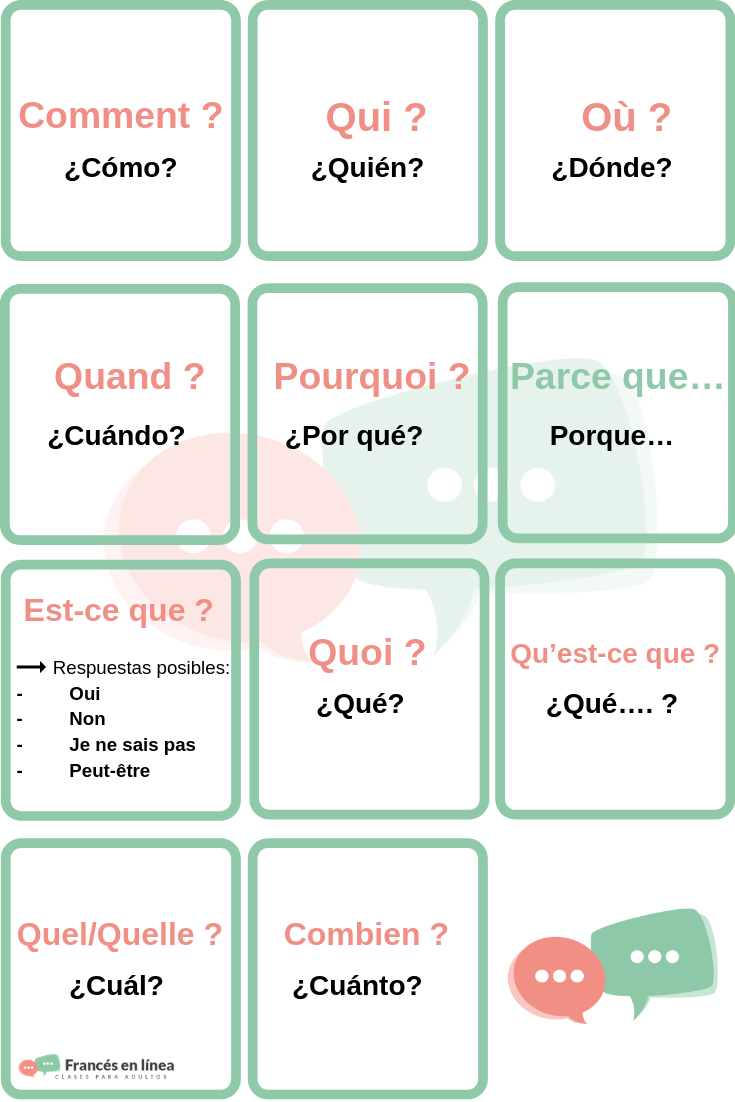 Comment ?
¿Cómo?
Qui ?
¿Quién?
Où ?
¿Dónde?
Quand ?
¿Cuándo?
Pourquoi ?
¿Por qué?
Parce que…
Porque…
Est-ce que ?
Respuestas posibles:
- Oui
- Non
- Je ne sais pas
- Peut-être
Quoi ?
¿Qué?
Qu’est-ce que ?
¿Qué…. ?
Quel/Quelle ?
¿Cuál?
Francés en línea
CLASES PARA ADULTOS
Combien ?
¿Cuánto?